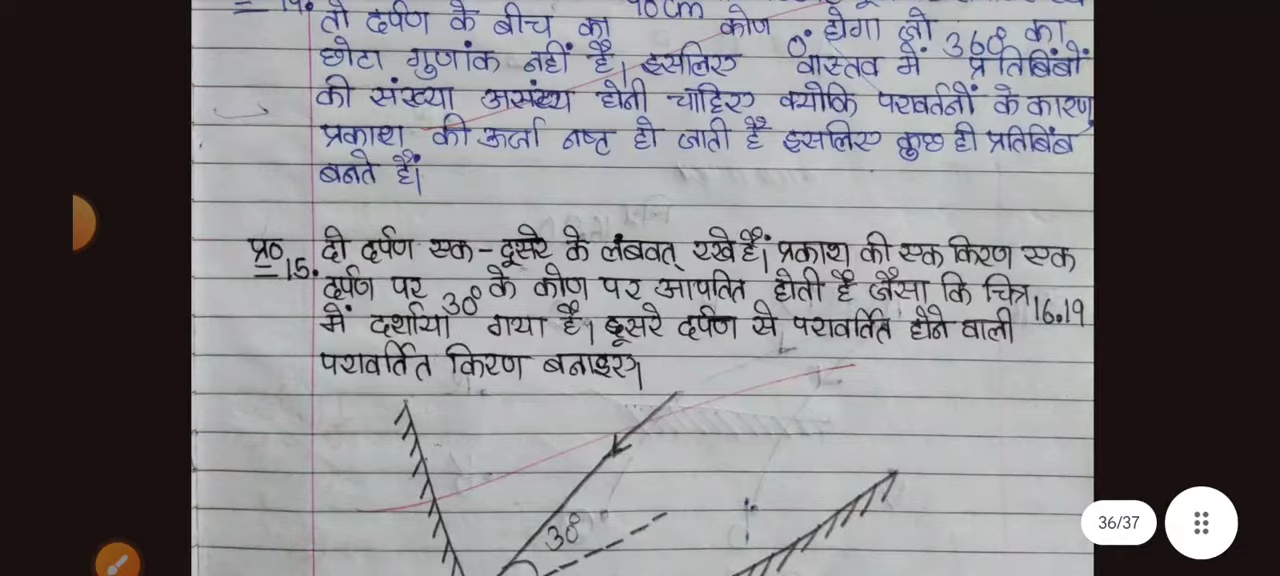 = 14. तो दर्पण के बीच का 40cm कोण 0° होगा जो 360° का
छोटा गुणांक नहीं है। इसलिए वास्तव में प्रतिबिंबों
की संख्या असंख्य होनी चाहिए क्योकि परावर्तनों के कारण
प्रकाश की ऊर्जा नष्ट हो जाती है इसलिए कुछ ही प्रतिबिंब
बनते हैं।
प्र० 15. दो दर्पण एक-दूसरे के लंबवत् रखे हैं। प्रकाश की एक किरण एक
दर्पण पर 30° के कोण पर आपतित होती है जैसा कि चित्र 16.19
में दर्शाया गया है। दूसरे दर्पण से परावर्तित होने वाली
परावर्तित किरण बनाइए।
30°
36/37